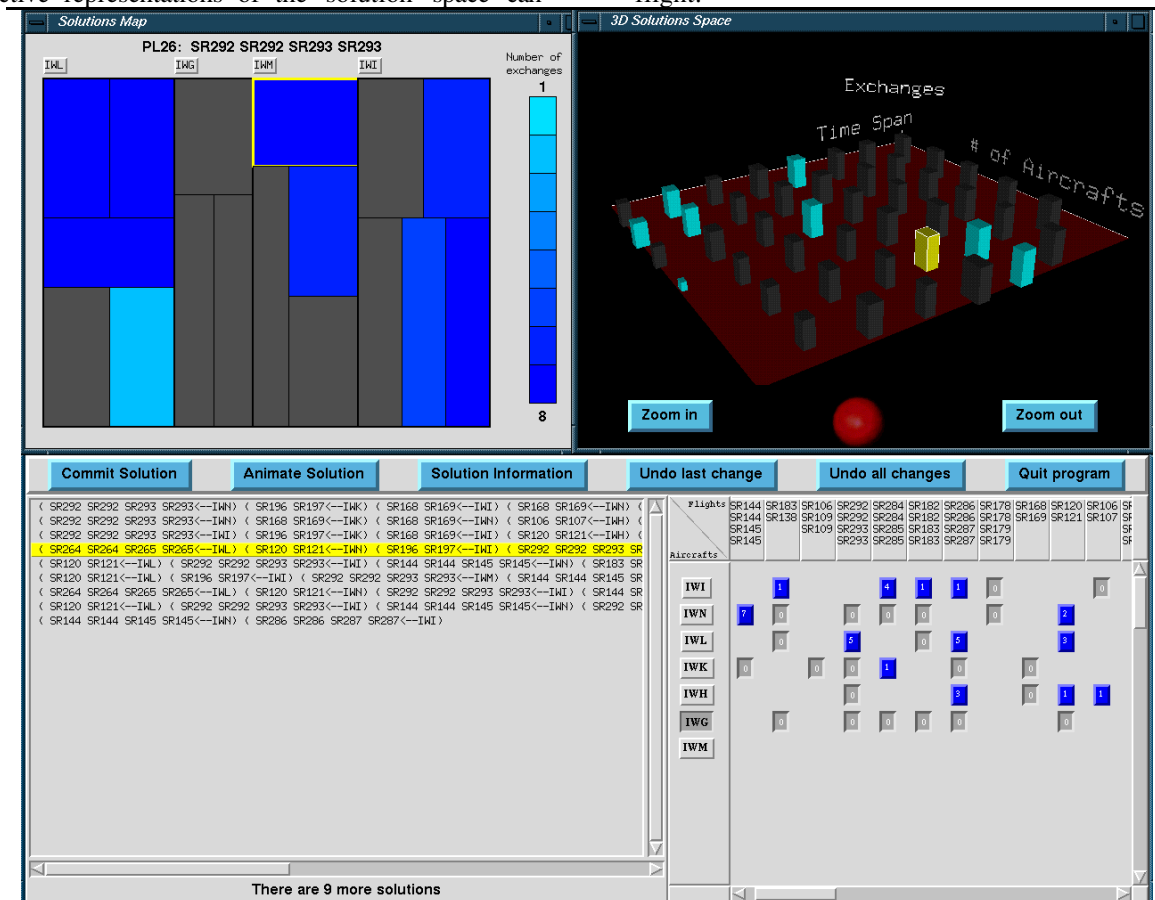 ctive representations of the solution space can flight.
Solutions Map
PL26: SR292 SR292 SR293 SR293
IWL IWG IWM IWI
Number of
exchanges
1
8
3D Solutions Space
Exchanges
Time Span
# of Aircrafts
Zoom in
Zoom out
Commit Solution
Animate Solution
Solution Information
Undo last change
Undo all changes
Quit program
( SR292 SR292 SR293 SR293<--IWN) ( SR196 SR197<--IWK) ( SR168 SR169<--IWI) ( SR168 SR169<--IWN) (
( SR292 SR292 SR293 SR293<--IWN) ( SR168 SR169<--IWK) ( SR168 SR169<--IWN) ( SR106 SR107<--IWH) (
( SR292 SR292 SR293 SR293<--IWN) ( SR196 SR197<--IWK) ( SR168 SR169<--IWI) ( SR120 SR121<--IWH) (
( SR264 SR264 SR265 SR265<--IWL) ( SR120 SR121<--IWN) ( SR196 SR197<--IWI) ( SR292 SR292 SR293 SR
( SR120 SR121<--IWL) ( SR292 SR292 SR293 SR293<--IWI) ( SR144 SR144 SR145 SR145<--IWN) ( SR183 SR
( SR120 SR121<--IWL) ( SR196 SR197<--IWI) ( SR292 SR292 SR293 SR293<--IWM) ( SR144 SR144 SR145 SR
( SR264 SR264 SR265 SR265<--IWL) ( SR120 SR121<--IWN) ( SR292 SR292 SR293 SR293<--IWI) ( SR144 SR
( SR120 SR121<--IWL) ( SR292 SR292 SR293 SR293<--IWI) ( SR144 SR144 SR145 SR145<--IWN) ( SR292 SR
( SR144 SR144 SR145 SR145<--IWN) ( SR286 SR286 SR287 SR287<--IWI)
There are 9 more solutions
Flights
Aircrafts
SR144 SR183 SR106 SR292 SR284 SR182 SR286 SR178 SR168 SR120 SR106 SF
SR144 SR138 SR109 SR292 SR284 SR182 SR286 SR178 SR169 SR121 SR107 SF
SR145 SR109 SR293 SR285 SR183 SR287 SR179 SF
SR145 SR293 SR285 SR183 SR287 SR179 SF
IWI 1 4 1 1 0 0
IWN 7 0 0 0 0 0 2
IWL 0 5 0 5 3
IWK 0 0 0 1 0 0
IWH 0 3 0 1 1
IWG 0 0 0 0 0 0
IWM